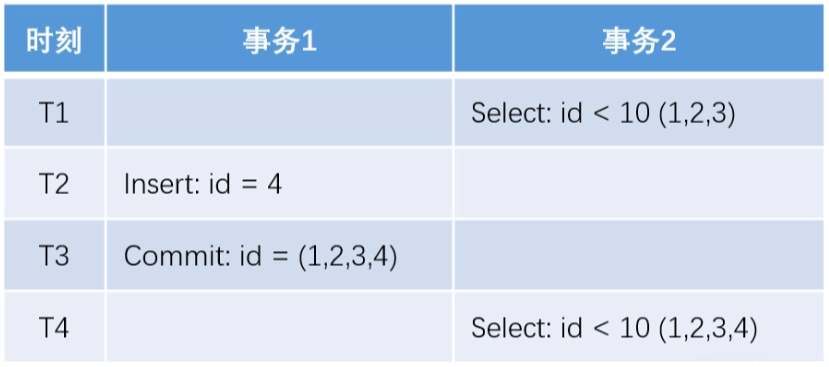 时刻 事务1 事务2
T1 Select: id < 10 (1,2,3)
T2 Insert: id = 4
T3 Commit: id = (1,2,3,4)
T4 Select: id < 10 (1,2,3,4)